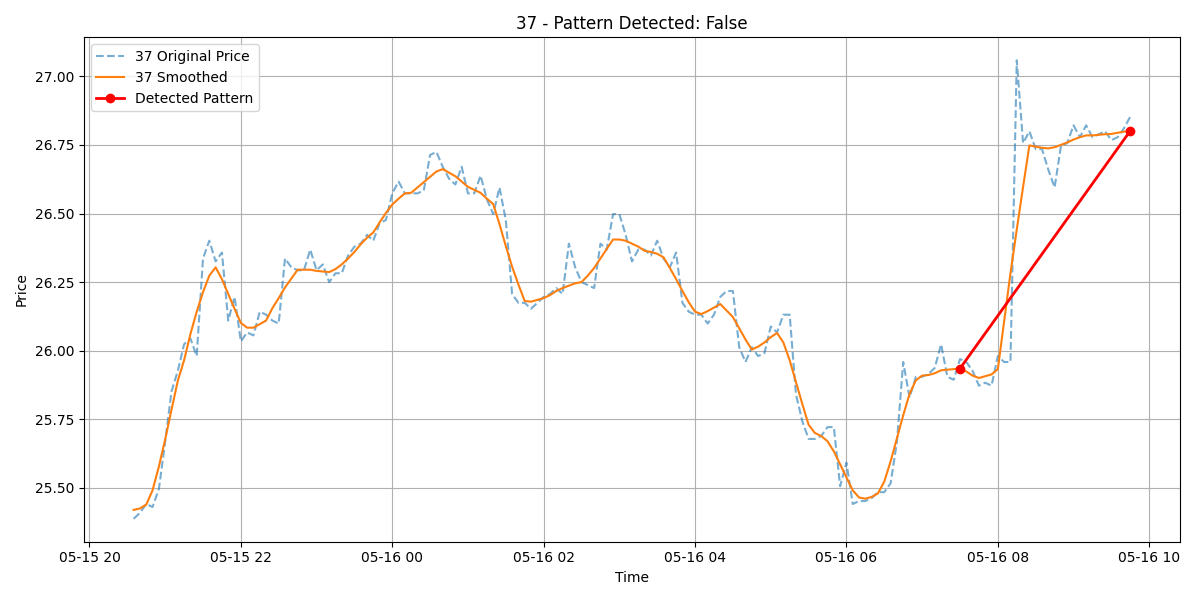 37 - Pattern Detected: False
37 Original Price
37 Smoothed
Detected Pattern
Price
27.00
26.75
26.50
26.25
26.00
25.75
25.50
05-15 20 05-15 22 05-16 00 05-16 02 05-16 04 05-16 06 05-16 08 05-16 10
Time